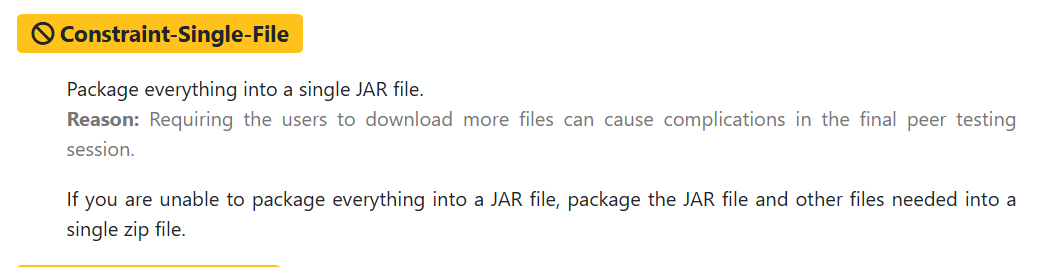 Constraint-Single-File
Package everything into a single JAR file.
Reason: Requiring the users to download more files can cause complications in the final peer testing
session.
If you are unable to package everything into a JAR file, package the JAR file and other files needed into a
single zip file.